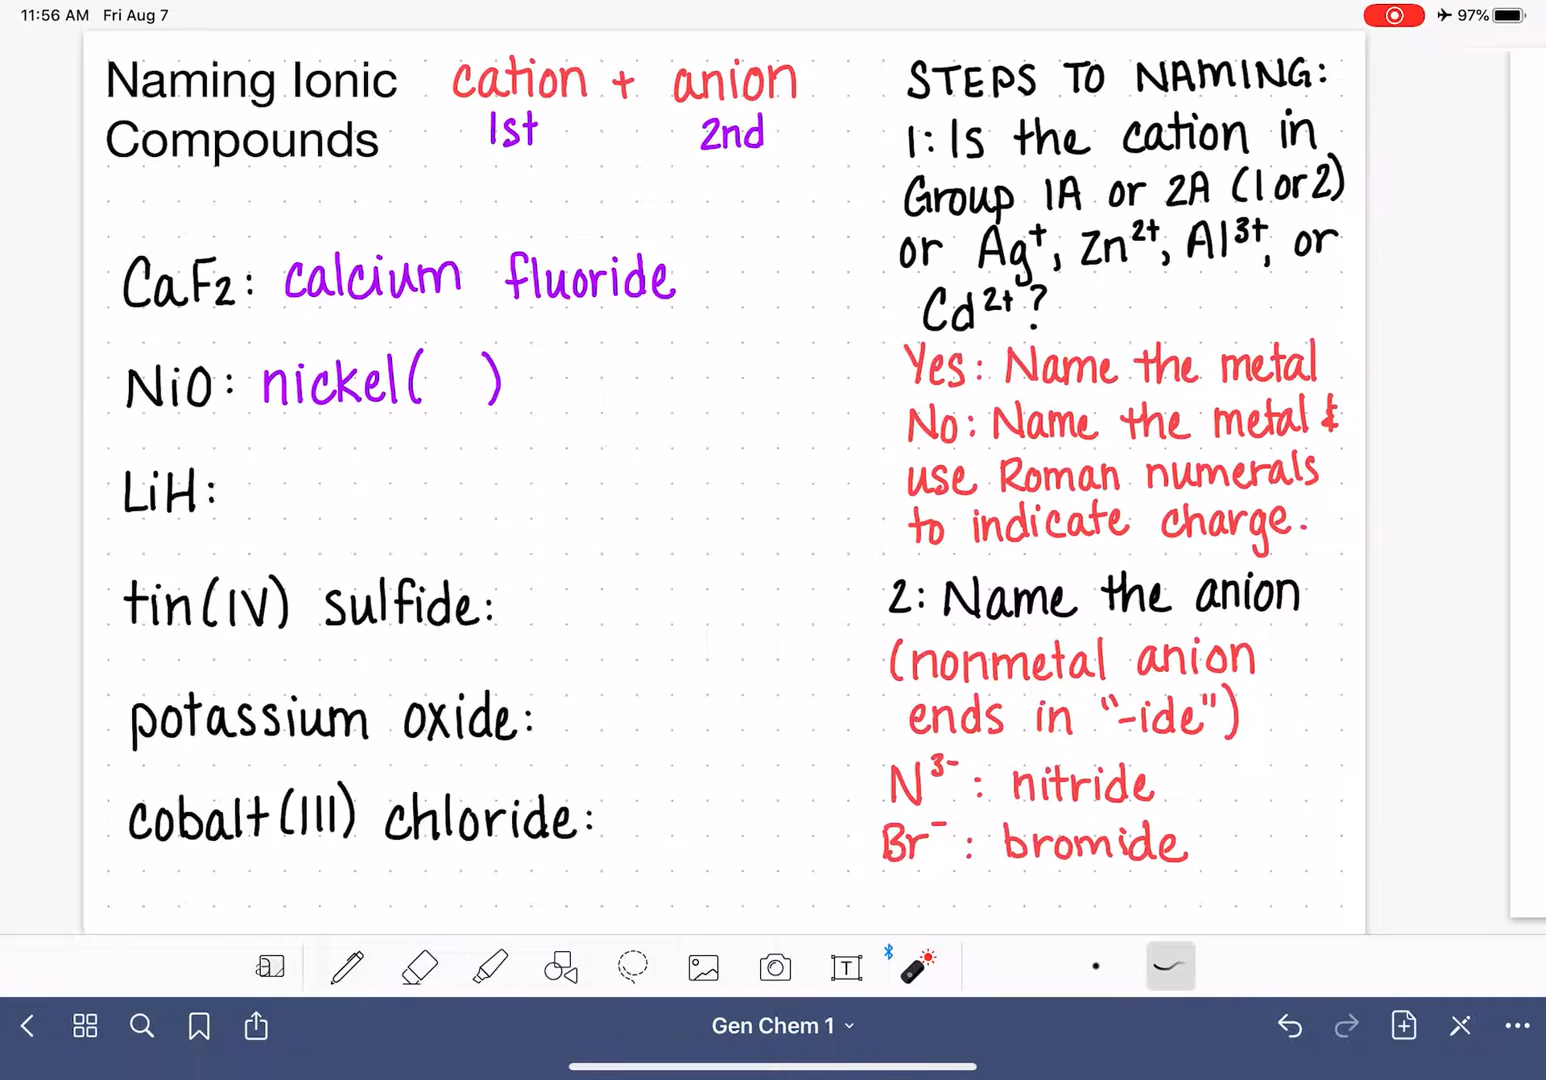 11:56 AM Fri Aug 7
97%
Naming Ionic
Compounds
cation + anion
1st 2nd
CaF2: calcium fluoride
NiO: nickel( )
LiH:
tin(IV) sulfide:
potassium oxide:
cobalt(III) chloride:
STEPS TO NAMING:
1: Is the cation in
Group 1A or 2A (1 or 2)
or Ag⁺, Zn²⁺, Al³⁺, or
Cd²⁺?
Yes: Name the metal
No: Name the metal &
use Roman numerals
to indicate charge.
2: Name the anion
(nonmetal anion
ends in "-ide")
N³⁻: nitride
Br⁻: bromide
T
Gen Chem 1